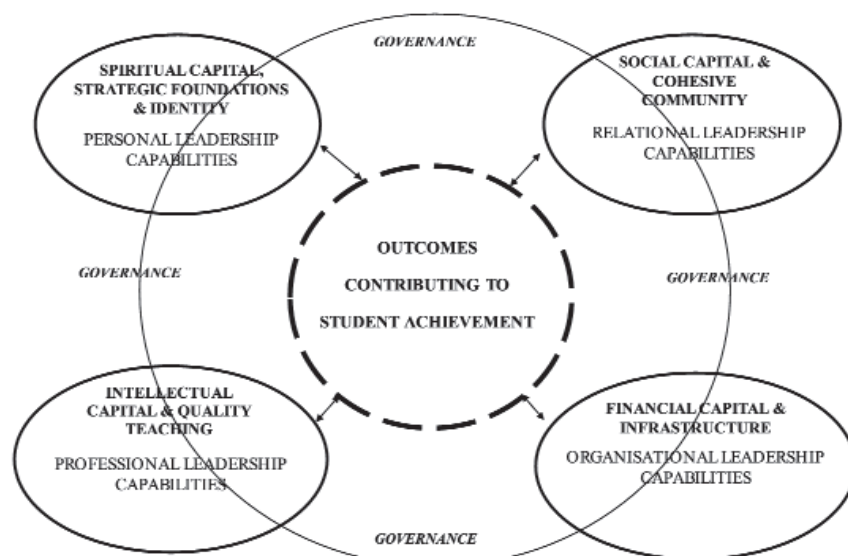 GOVERNANCE
SPIRITUAL CAPITAL,
STRATEGIC FOUNDATIONS
& IDENTITY
PERSONAL LEADERSHIP
CAPABILITIES
SOCIAL CAPITAL &
COHESIVE
COMMUNITY
RELATIONAL LEADERSHIP
CAPABILITIES
OUTCOMES
CONTRIBUTING TO
STUDENT ACHIEVEMENT
GOVERNANCE
GOVERNANCE
INTELLECTUAL
CAPITAL & QUALITY
TEACHING
PROFESSIONAL LEADERSHIP
CAPABILITIES
FINANCIAL CAPITAL &
INFRASTRUCTURE
ORGANISATIONAL LEADERSHIP
CAPABILITIES
GOVERNANCE